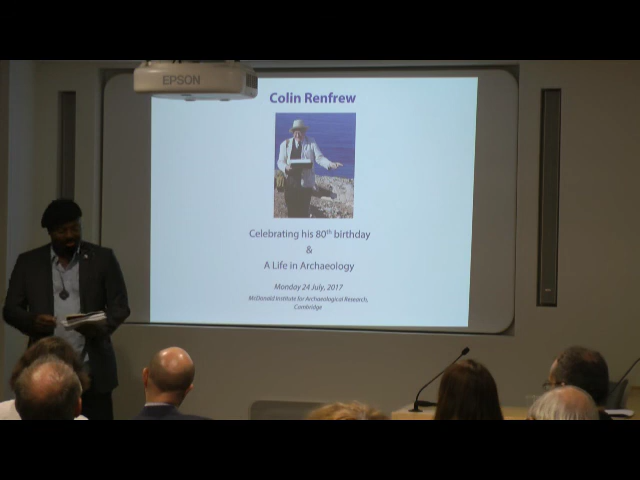 EPSON
Colin Renfrew
Celebrating his 80th birthday
&
A Life in Archaeology
Monday 24 July, 2017
McDonald Institute for Archaeological Research,
Cambridge